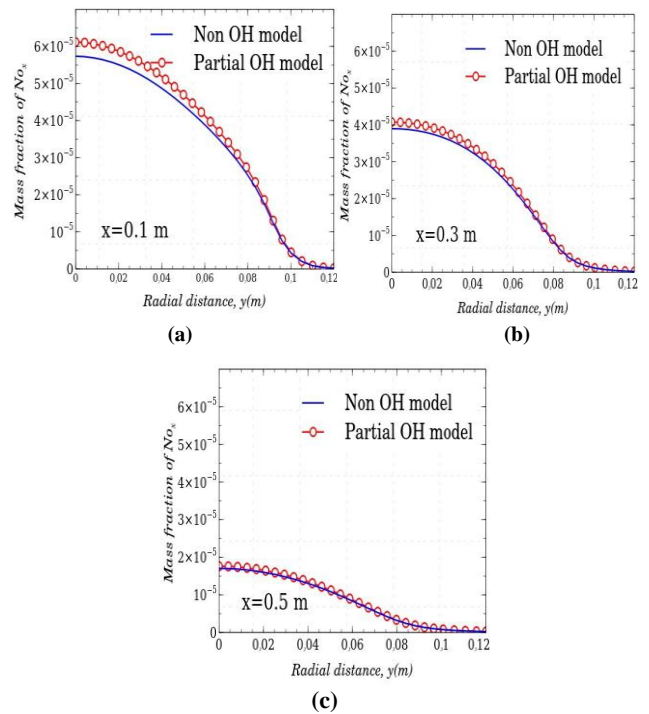 Mass fraction of Noₓ
6×10⁻⁵
5×10⁻⁵
4×10⁻⁵
3×10⁻⁵
2×10⁻⁵
10⁻⁵
0
Non OH model
Partial OH model
x=0.1 m
0 0.02 0.04 0.06 0.08 0.1 0.12
Radial distance, y(m)
(a)
Mass fraction of Noₓ
6×10⁻⁵
5×10⁻⁵
4×10⁻⁵
3×10⁻⁵
2×10⁻⁵
10⁻⁵
0
Non OH model
Partial OH model
x=0.3 m
0 0.02 0.04 0.06 0.08 0.1 0.12
Radial distance, y(m)
(b)
Mass fraction of Noₓ
6×10⁻⁵
5×10⁻⁵
4×10⁻⁵
3×10⁻⁵
2×10⁻⁵
10⁻⁵
0
Non OH model
Partial OH model
x=0.5 m
0 0.02 0.04 0.06 0.08 0.1 0.12
Radial distance, y(m)
(c)